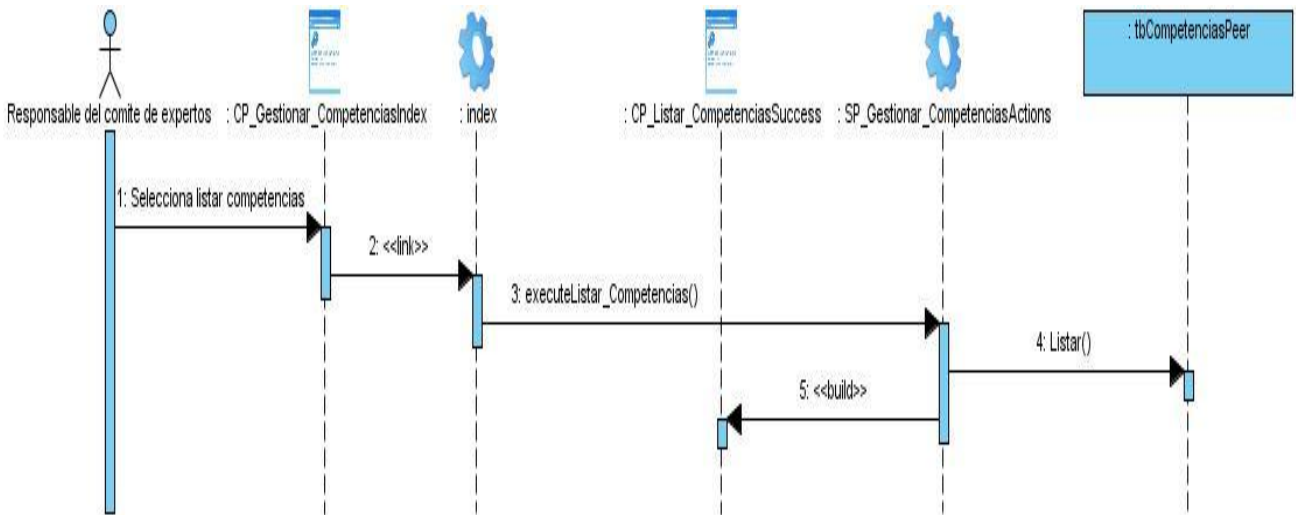 : tbCompetenciasPeer
Responsable del comite de expertos
: CP_Gestionar_CompetenciasIndex
: index
: CP_Listar_CompetenciasSuccess
: SP_Gestionar_CompetenciasActions
1: Selecciona listar competencias
2: <<link>>
3: executeListar_Competencias()
4: Listar()
5: <<build>>